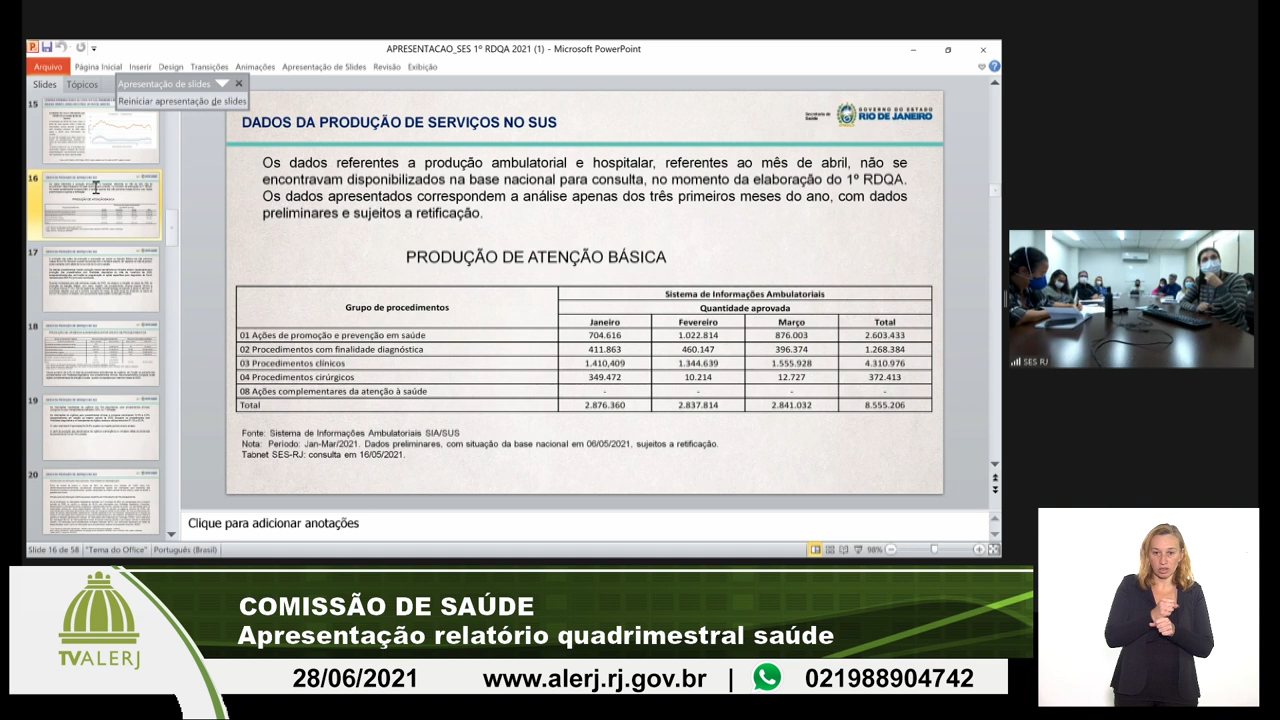 APRESENTACAO_SES 1º RDQA 2021 (1) - Microsoft PowerPoint
Arquivo Página Inicial Inserir Design Transições Animações Apresentação de Slides Revisão Exibição
Slides Tópicos
Apresentação de slides
Reiniciar apresentação de slides
15
16
17
18
19
20
DADOS DA PRODUÇÃO DE SERVIÇOS NO SUS
Secretaria de Saúde
GOVERNO DO ESTADO
RIO DE JANEIRO
Os dados referentes a produção ambulatorial e hospitalar, referentes ao mês de abril, não se
encontravam disponibilizados na base nacional para consulta, no momento da elaboração do 1º RDQA.
Os dados apresentados correspondem a analise apenas dos três primeiros meses do ano com dados
preliminares e sujeitos a retificação.
PRODUÇÃO DE ATENÇÃO BÁSICA
Grupo de procedimentos
Sistema de Informações Ambulatoriais
Quantidade aprovada
Janeiro Fevereiro Março Total
01 Ações de promoção e prevenção em saúde 704.616 1.022.814 876.003 2.603.433
02 Procedimentos com finalidade diagnóstica 411.863 460.147 396.374 1.268.384
03 Procedimentos clínicos 1.410,409 1.344.639 1.555.928 4.310.976
04 Procedimentos cirúrgicos 349.472 10.214 12.727 372.413
08 Ações complementares da atenção à saúde - - - -
Total 2.876.360 2.837.814 2.841.032 8.555.206
Fonte: Sistema de Informações Ambulatoriais SIA/SUS
Nota: Período: Jan-Mar/2021. Dados preliminares, com situação da base nacional em 06/05/2021, sujeitos a retificação.
Tabnet SES-RJ: consulta em 16/05/2021.
Clique para adicionar anotações
Slide 16 de 58 "Tema do Office" Português (Brasil) 98%
SES RJ
COMISSÃO DE SAÚDE
Apresentação relatório quadrimestral saúde
TVALERJ
28/06/2021 www.alerj.rj.gov.br | 021988904742